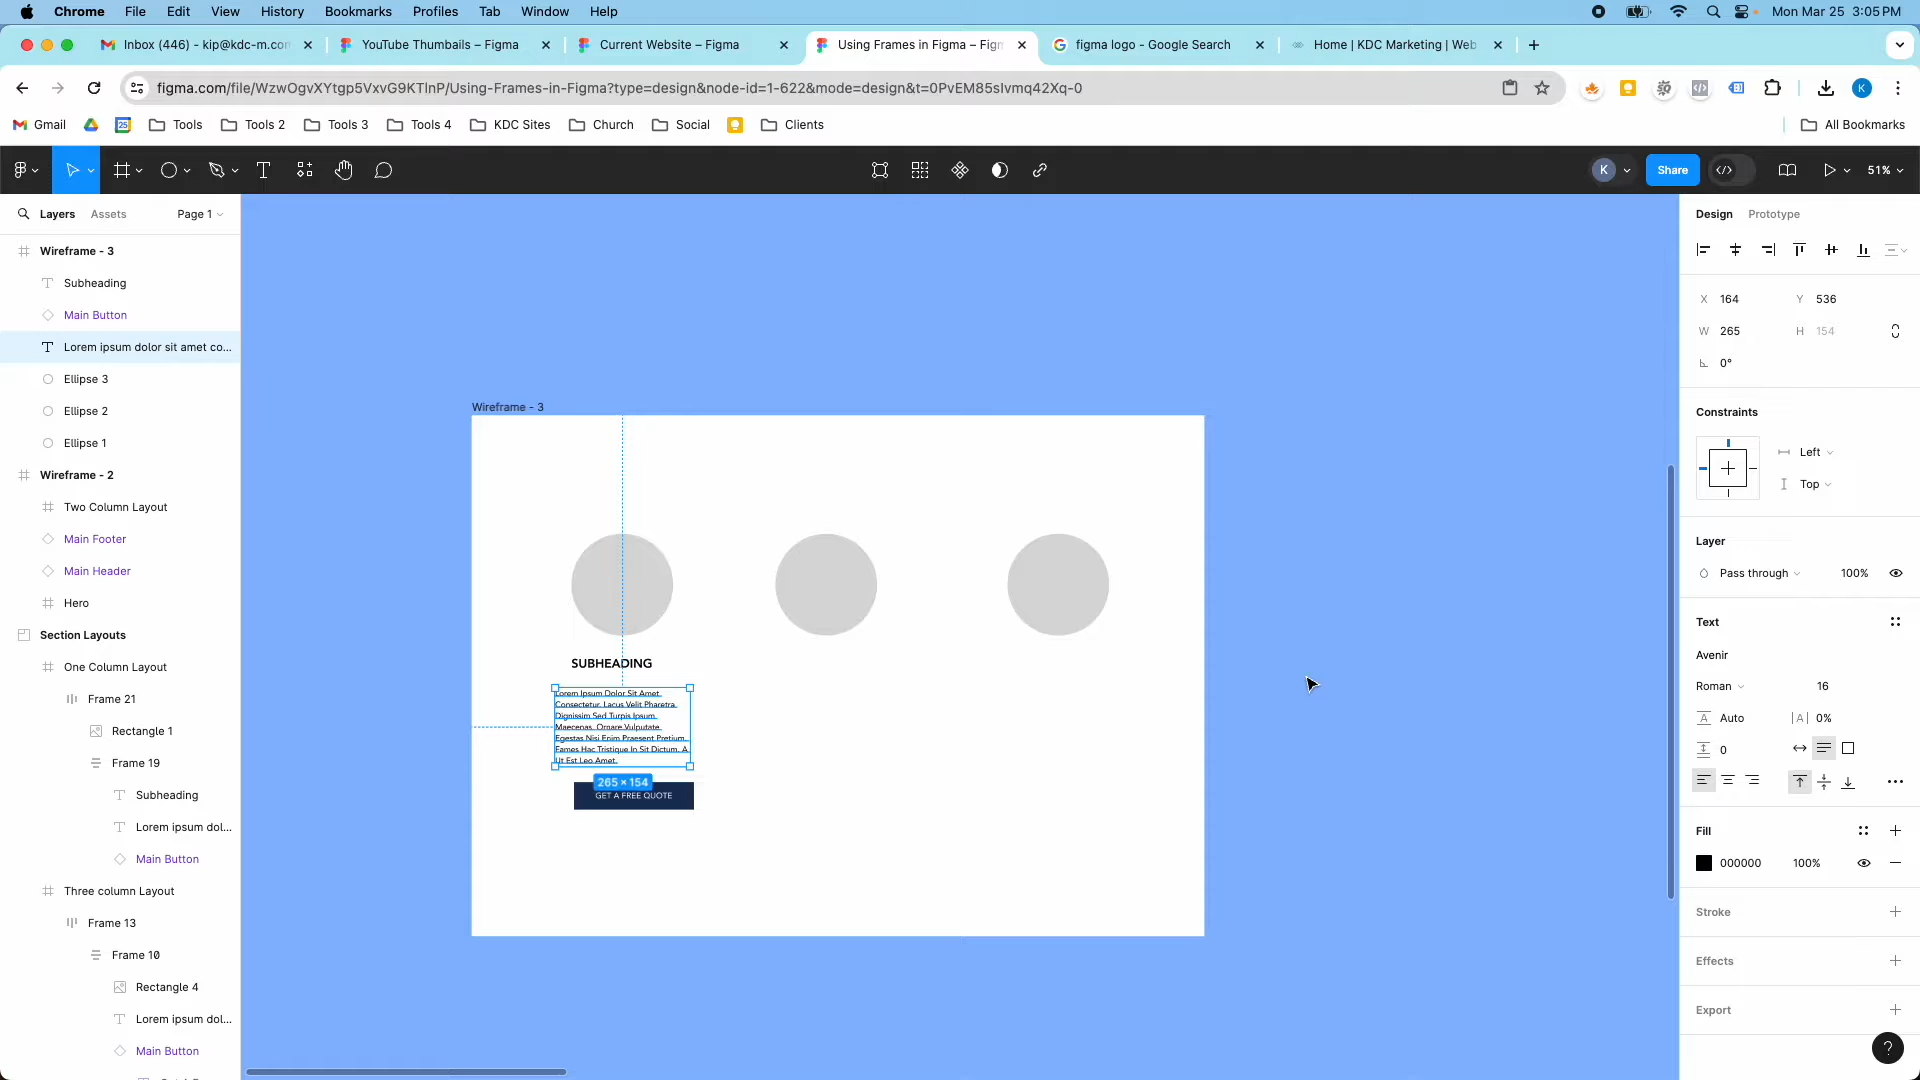 Chrome File Edit View History Bookmarks Profiles Tab Window Help Mon Mar 25 3:05 PM
Inbox (446) - kip@kdc-m.con YouTube Thumbails – Figma Current Website – Figma Using Frames in Figma – Figm figma logo - Google Search Home | KDC Marketing | Web
figma.com/file/WzwOgvXYtgp5VxvG9KTlnP/Using-Frames-in-Figma?type=design&node-id=1-622&mode=design&t=0PvEM85sIvmq42Xq-0 K
Gmail 25 Tools Tools 2 Tools 3 Tools 4 KDC Sites Church Social Clients All Bookmarks
K Share 51%
Layers Assets Page 1
Wireframe - 3
Subheading
Main Button
Lorem ipsum dolor sit amet co...
Ellipse 3
Ellipse 2
Ellipse 1
Wireframe - 2
Two Column Layout
Main Footer
Main Header
Hero
Section Layouts
One Column Layout
Frame 21
Rectangle 1
Frame 19
Subheading
Lorem ipsum dol...
Main Button
Three column Layout
Frame 13
Frame 10
Rectangle 4
Lorem ipsum dol...
Main Button
Wireframe - 3
SUBHEADING
Lorem Ipsum Dolor Sit Amet
Consectetur. Lacus Velit Pharetra
Dignissim Sed Turpis Ipsum
Maecenas. Ornare Vulputate
Egestas Nisi Enim Praesent Pretium
Fames Hac Tristique In Sit Dictum. A
Ut Est Leo Amet.
265 × 154
GET A FREE QUOTE
Design Prototype
X 164 Y 536
W 265 H 154
0°
Constraints
Left
Top
Layer
Pass through 100%
Text
Avenir
Roman 16
A Auto |A| 0%
0
Fill
000000 100%
Stroke
Effects
Export
?